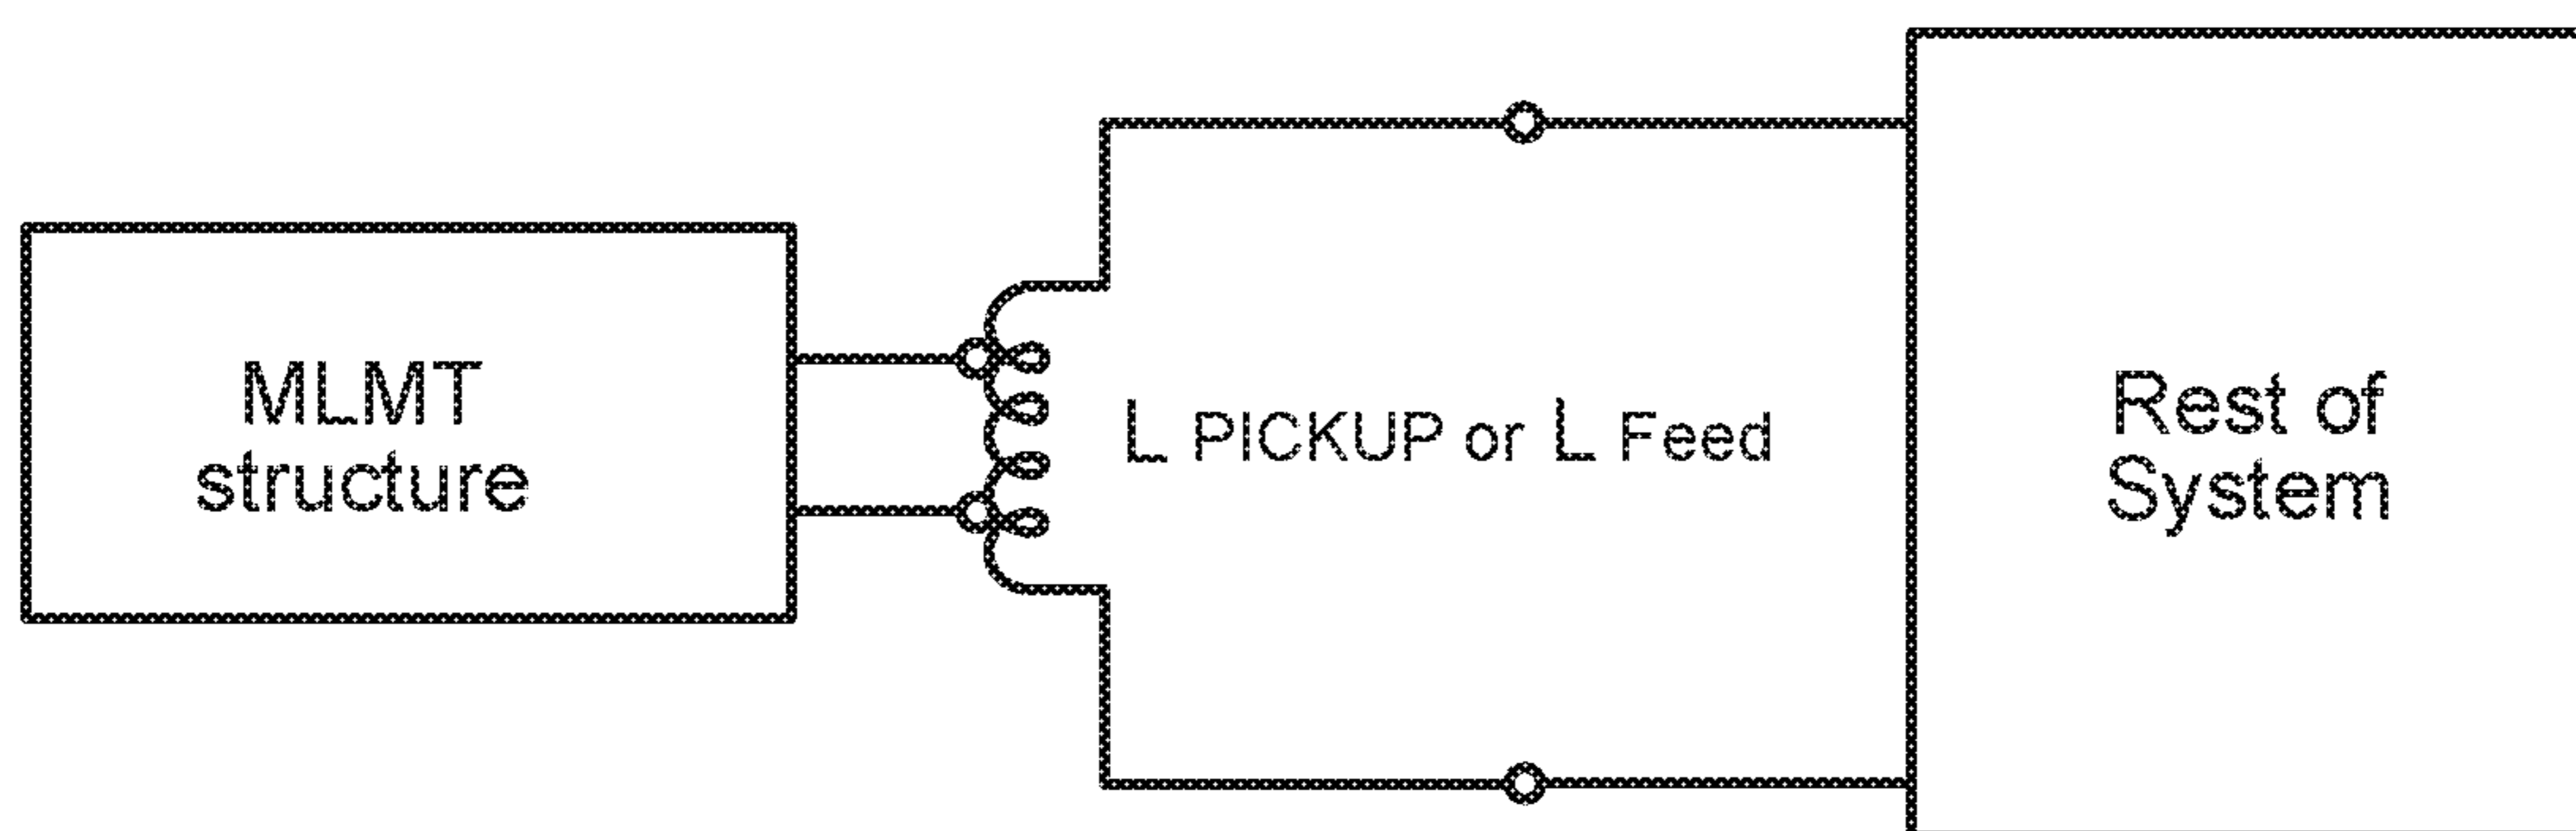 MLMT
structure
L PICKUP or L Feed
Rest of
System